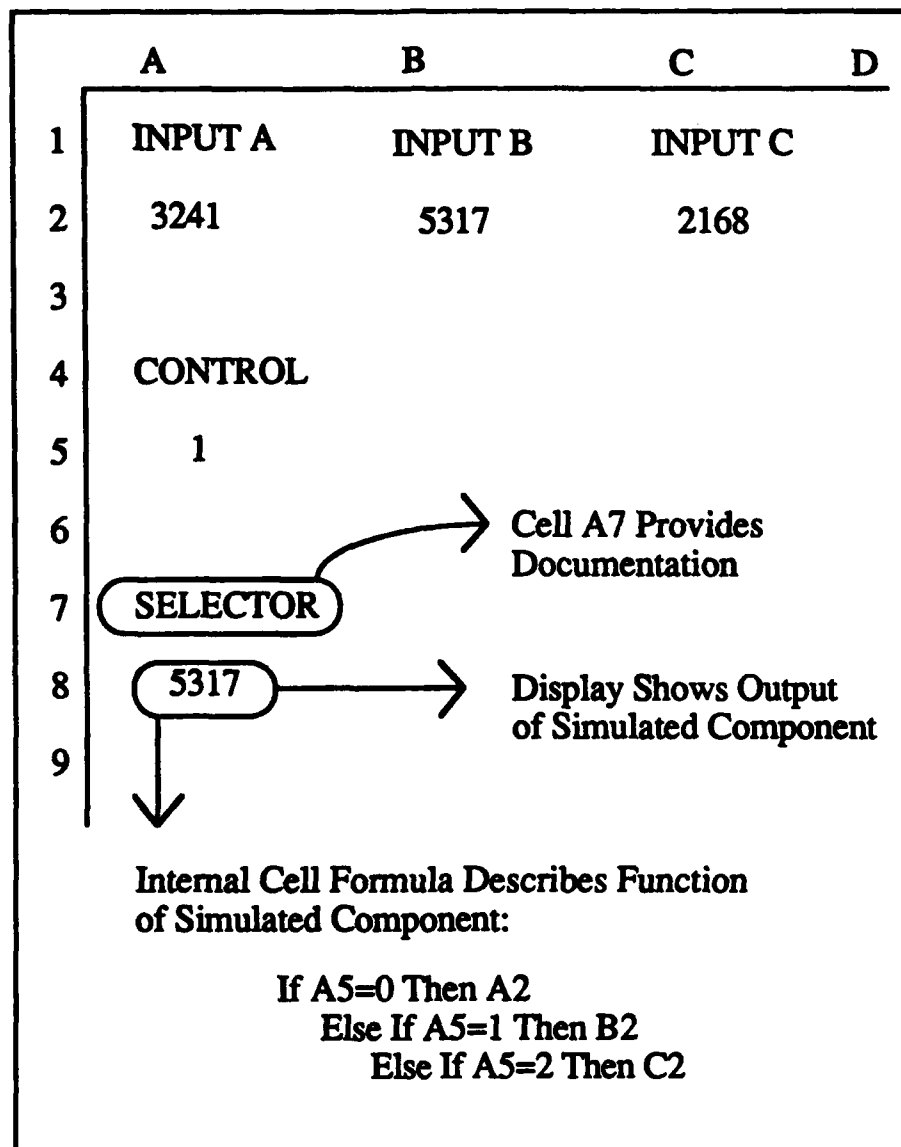 A B C D
1 INPUT A INPUT B INPUT C
2 3241 5317 2168
3
4 CONTROL
5 1
6 Cell A7 Provides
Documentation
7 SELECTOR
8 5317 Display Shows Output
of Simulated Component
9
Internal Cell Formula Describes Function
of Simulated Component:
If A5=0 Then A2
Else If A5=1 Then B2
Else If A5=2 Then C2